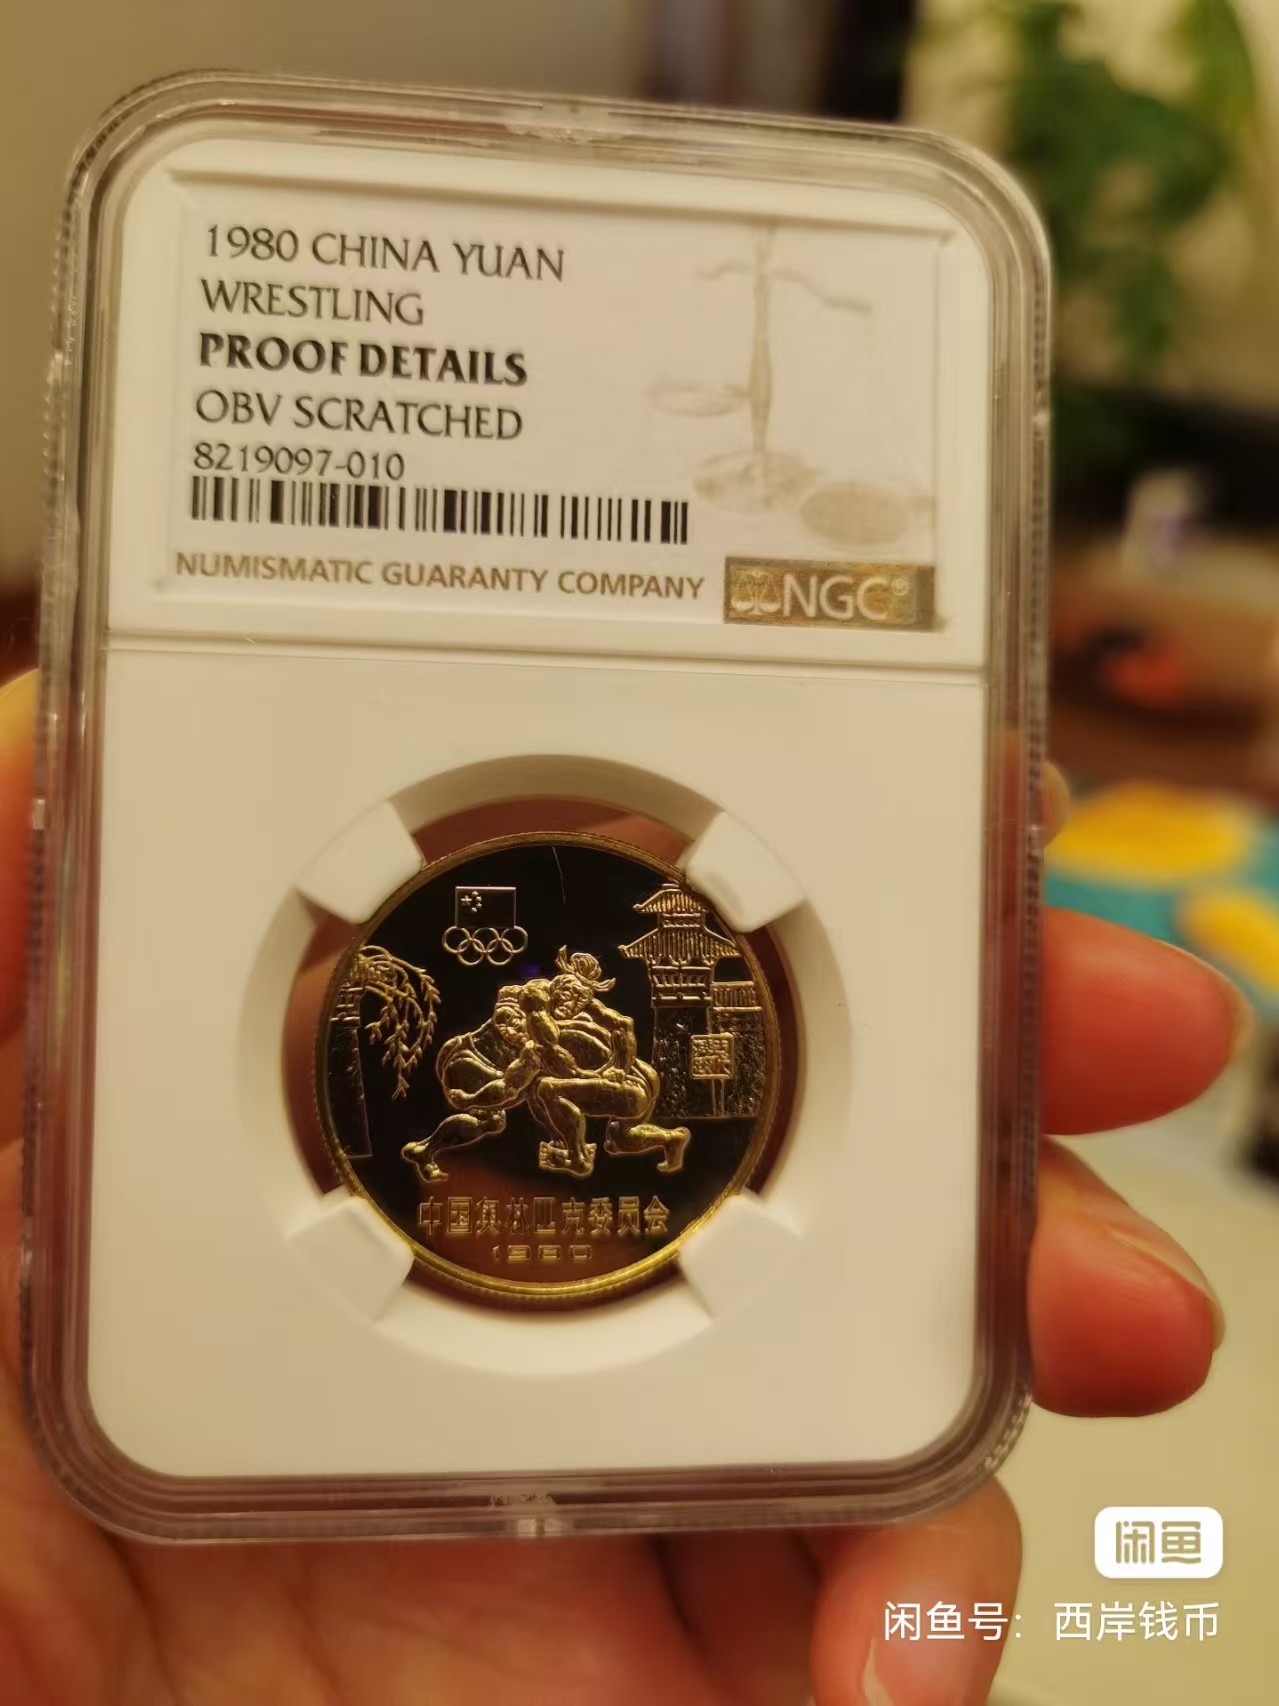 1980 CHINA YUAN
WRESTLING
PROOF DETAILS
OBV SCRATCHED
8219097-010
NUMISMATIC GUARANTY COMPANY
NGC®
中国奥林匹克委员会
1980
闲鱼
闲鱼号：西岸钱币